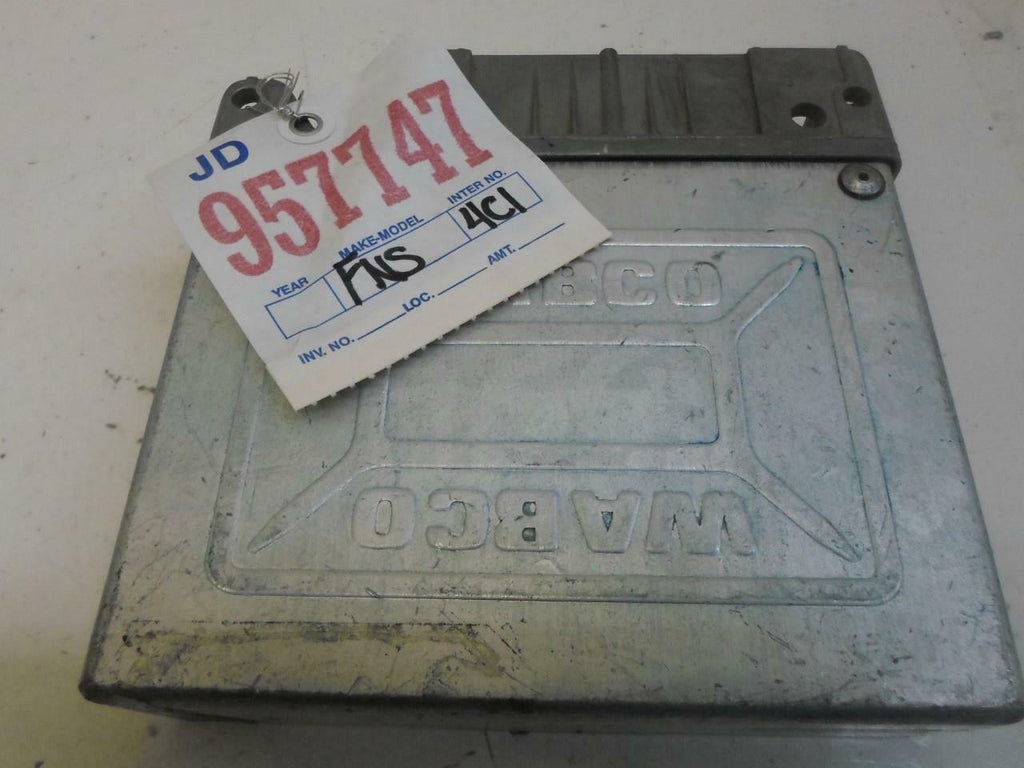 JD
957747
YEAR MAKE-MODEL INTER NO.
FNS 4C1
INV. NO. LOC. AMT.
WABCO
WABCO